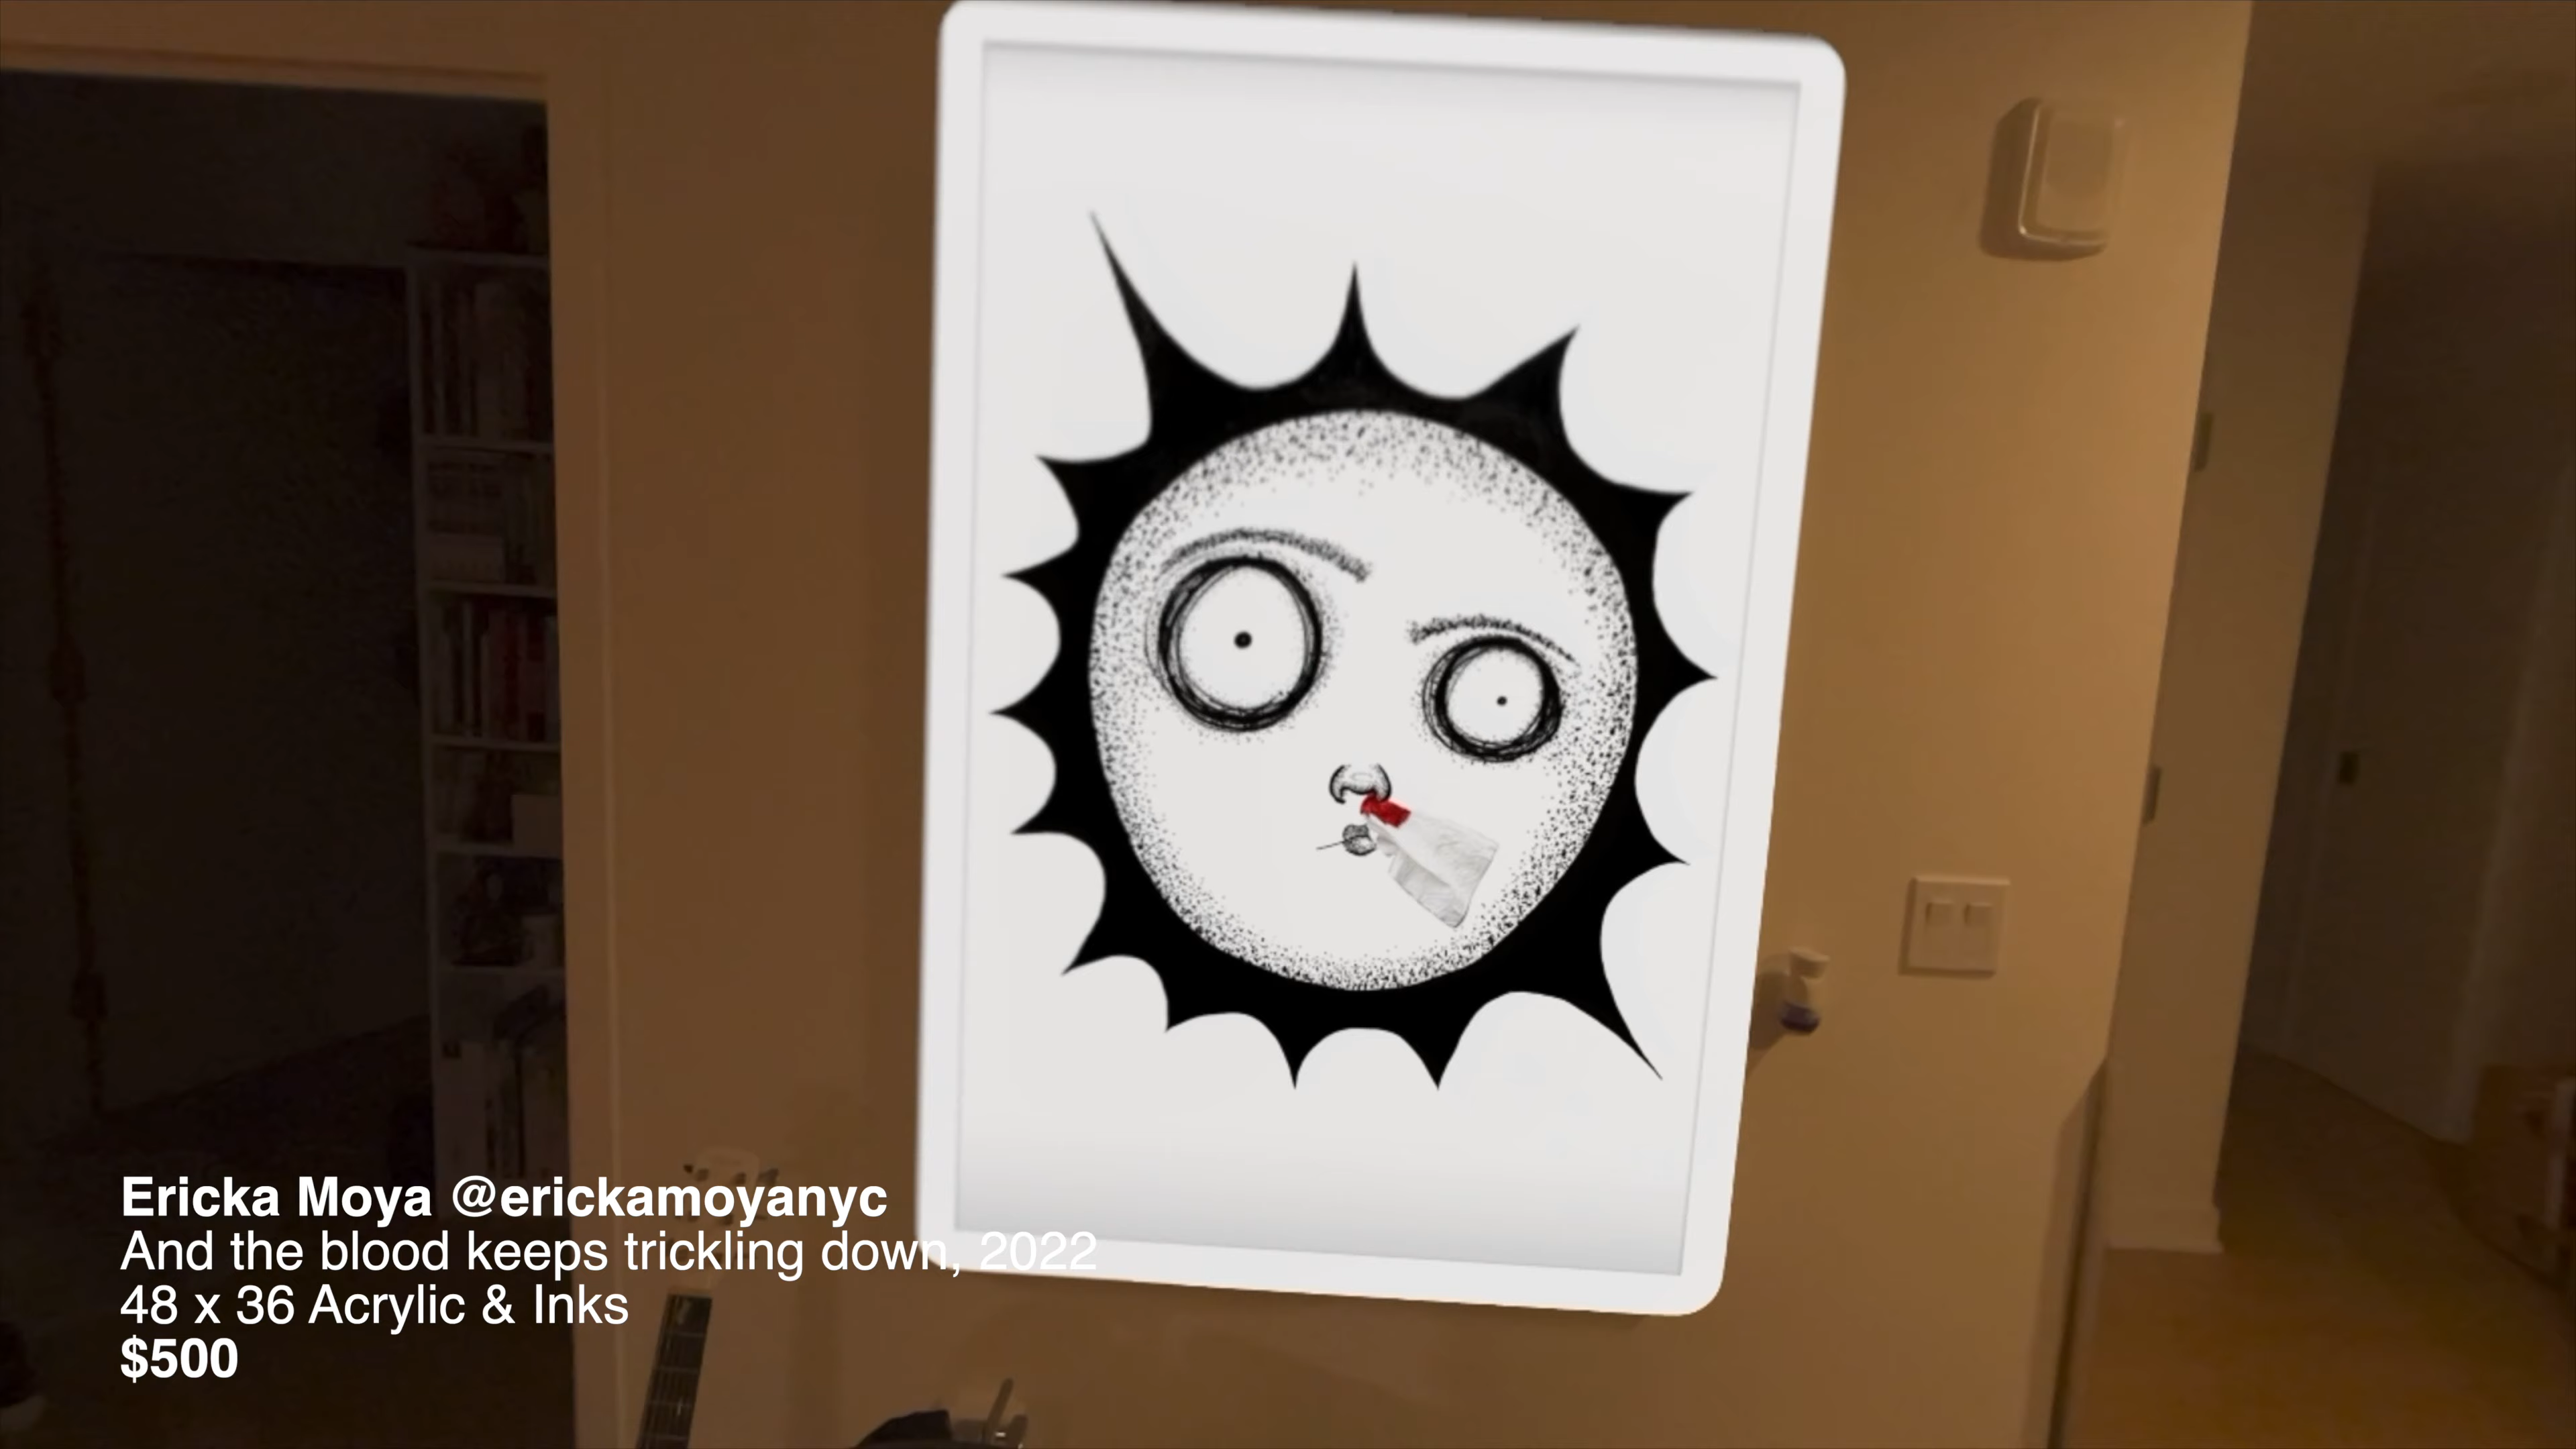 Ericka Moya @erickamoyanyc
And the blood keeps trickling down, 2022
48 x 36 Acrylic & Inks
$500